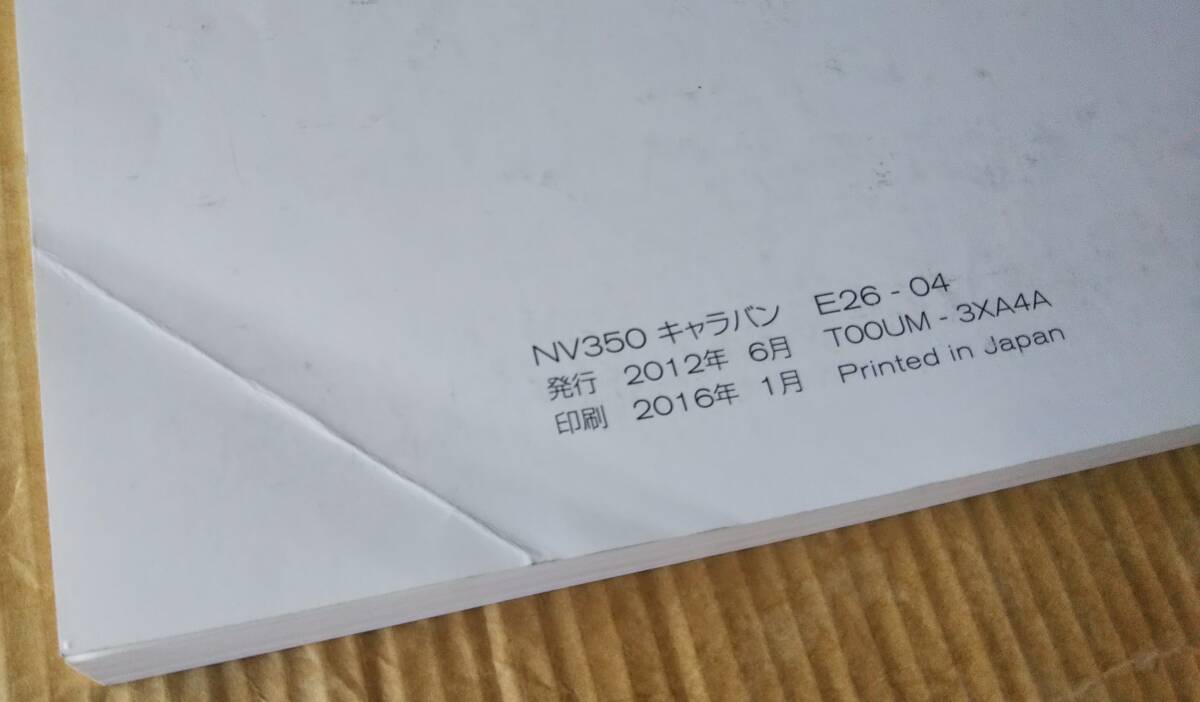 NV350 キャラバン E26-04
発行 2012年 6月 T00UM-3XA4A
印刷 2016年 1月 Printed in Japan